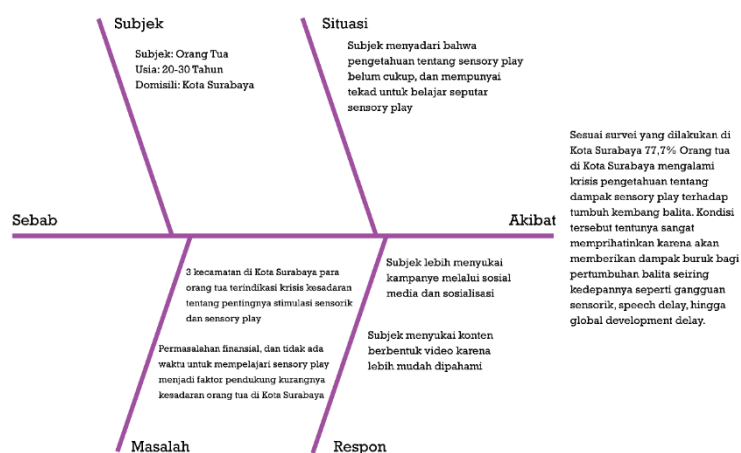 Subjek
Subjek: Orang Tua
Usia: 20-30 Tahun
Domisili: Kota Surabaya
Situasi
Subjek menyadari bahwa
pengetahuan tentang sensory play
belum cukup, dan mempunyai
tekad untuk belajar seputar
sensory play
Sebab
Akibat
Sesuai survei yang dilakukan di
Kota Surabaya 77,7% Orang tua
di Kota Surabaya mengalami
krisis pengetahuan tentang
dampak sensory play terhadap
tumbuh kembang balita. Kondisi
tersebut tentunya sangat
memprihatinkan karena akan
memberikan dampak buruk bagi
pertumbuhan balita seiring
kedepannya seperti gangguan
sensorik, speech delay, hingga
global development delay.
3 kecamatan di Kota Surabaya para
orang tua terindikasi krisis kesadaran
tentang pentingnya stimulasi sensorik
dan sensory play
Permasalahan finansial, dan tidak ada
waktu untuk mempelajari sensory play
menjadi faktor pendukung kurangnya
kesadaran orang tua di Kota Surabaya
Masalah
Subjek lebih menyukai
kampanye melalui sosial
media dan sosialisasi
Subjek menyukai konten
berbentuk video karena
lebih mudah dipahami
Respon